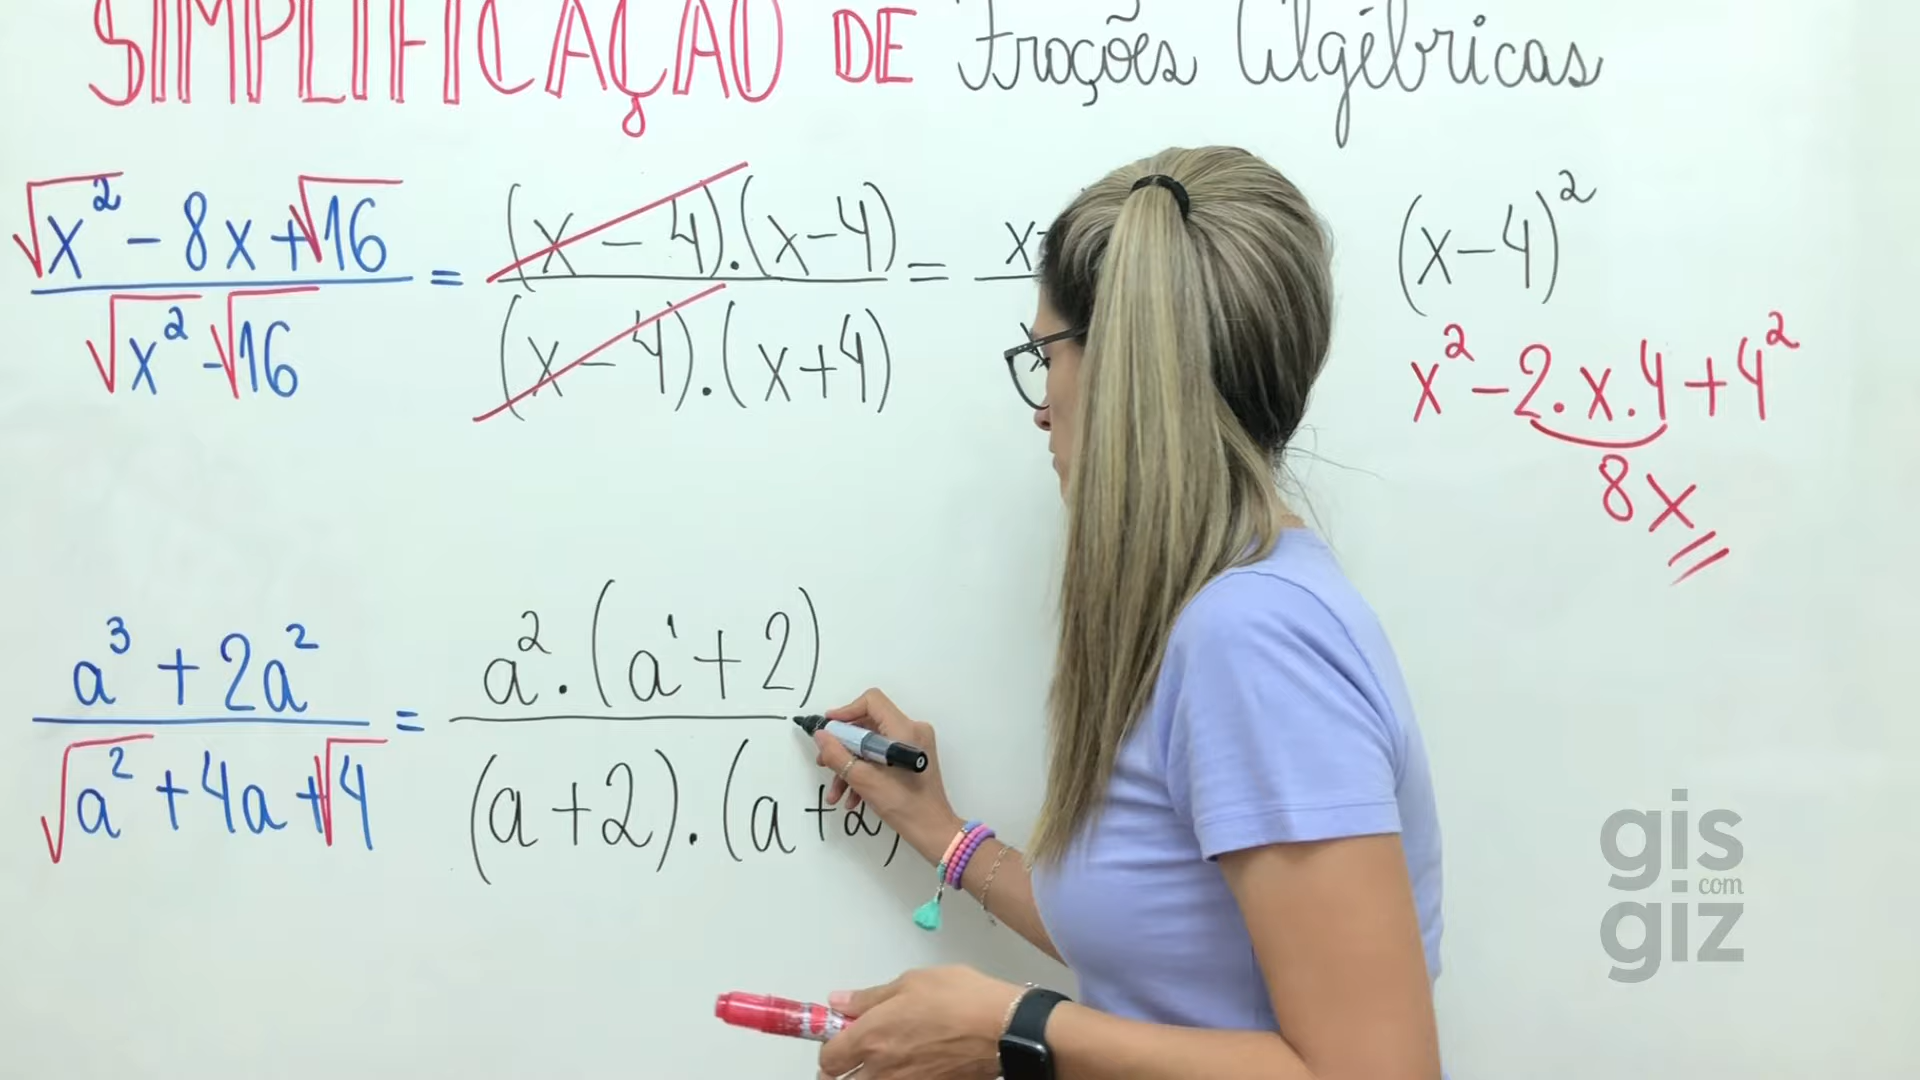 SIMPLIFICAÇÃO DE Frações Algébricas
√x² - 8x + √16 / √x² - √16 = (x - 4).(x - 4) / (x - 4).(x + 4) = x-
(x - 4)²
x² - 2.x.4 + 4²
8x
a³ + 2a² / √a² + 4a + √4 = a².(a¹ + 2) / (a + 2).(a + 2)
gis
com
giz